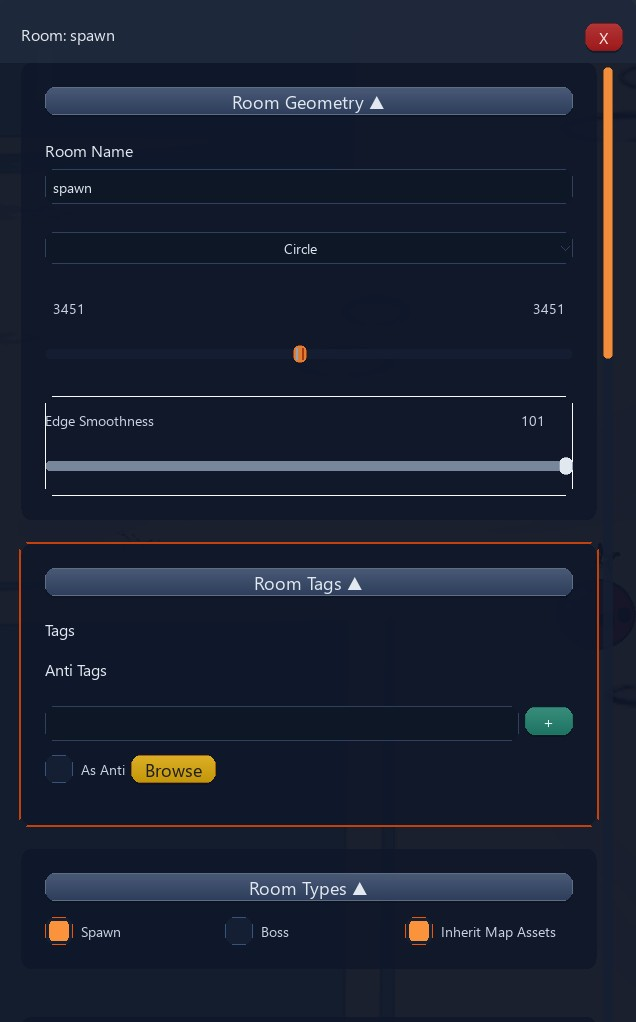 Room: spawn
X
Room Geometry ▲
Room Name
spawn
Circle
3451 3451
Edge Smoothness 101
Room Tags ▲
Tags
Anti Tags
+
As Anti Browse
Room Types ▲
Spawn Boss Inherit Map Assets